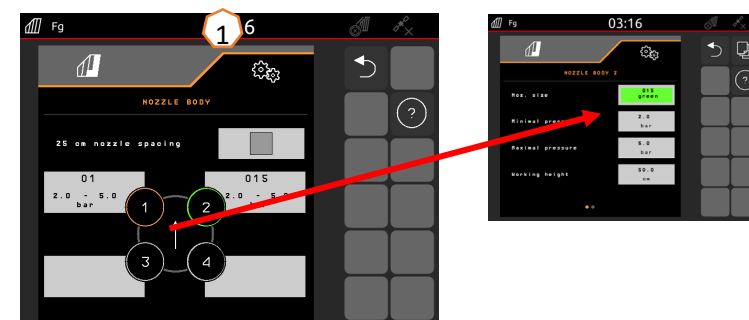 Fg
1
6
NOZZLE BODY
25 cm nozzle spacing
01
2.0 - 5.0
bar
015
2.0 - 5.0
1
2
3
4
?
Fg
03:16
NOZZLE BODY 2
Noz. size
015
green
Minimal
2.0
bar
Maximal pressure
5.0
bar
Working height
50.0
cm
?